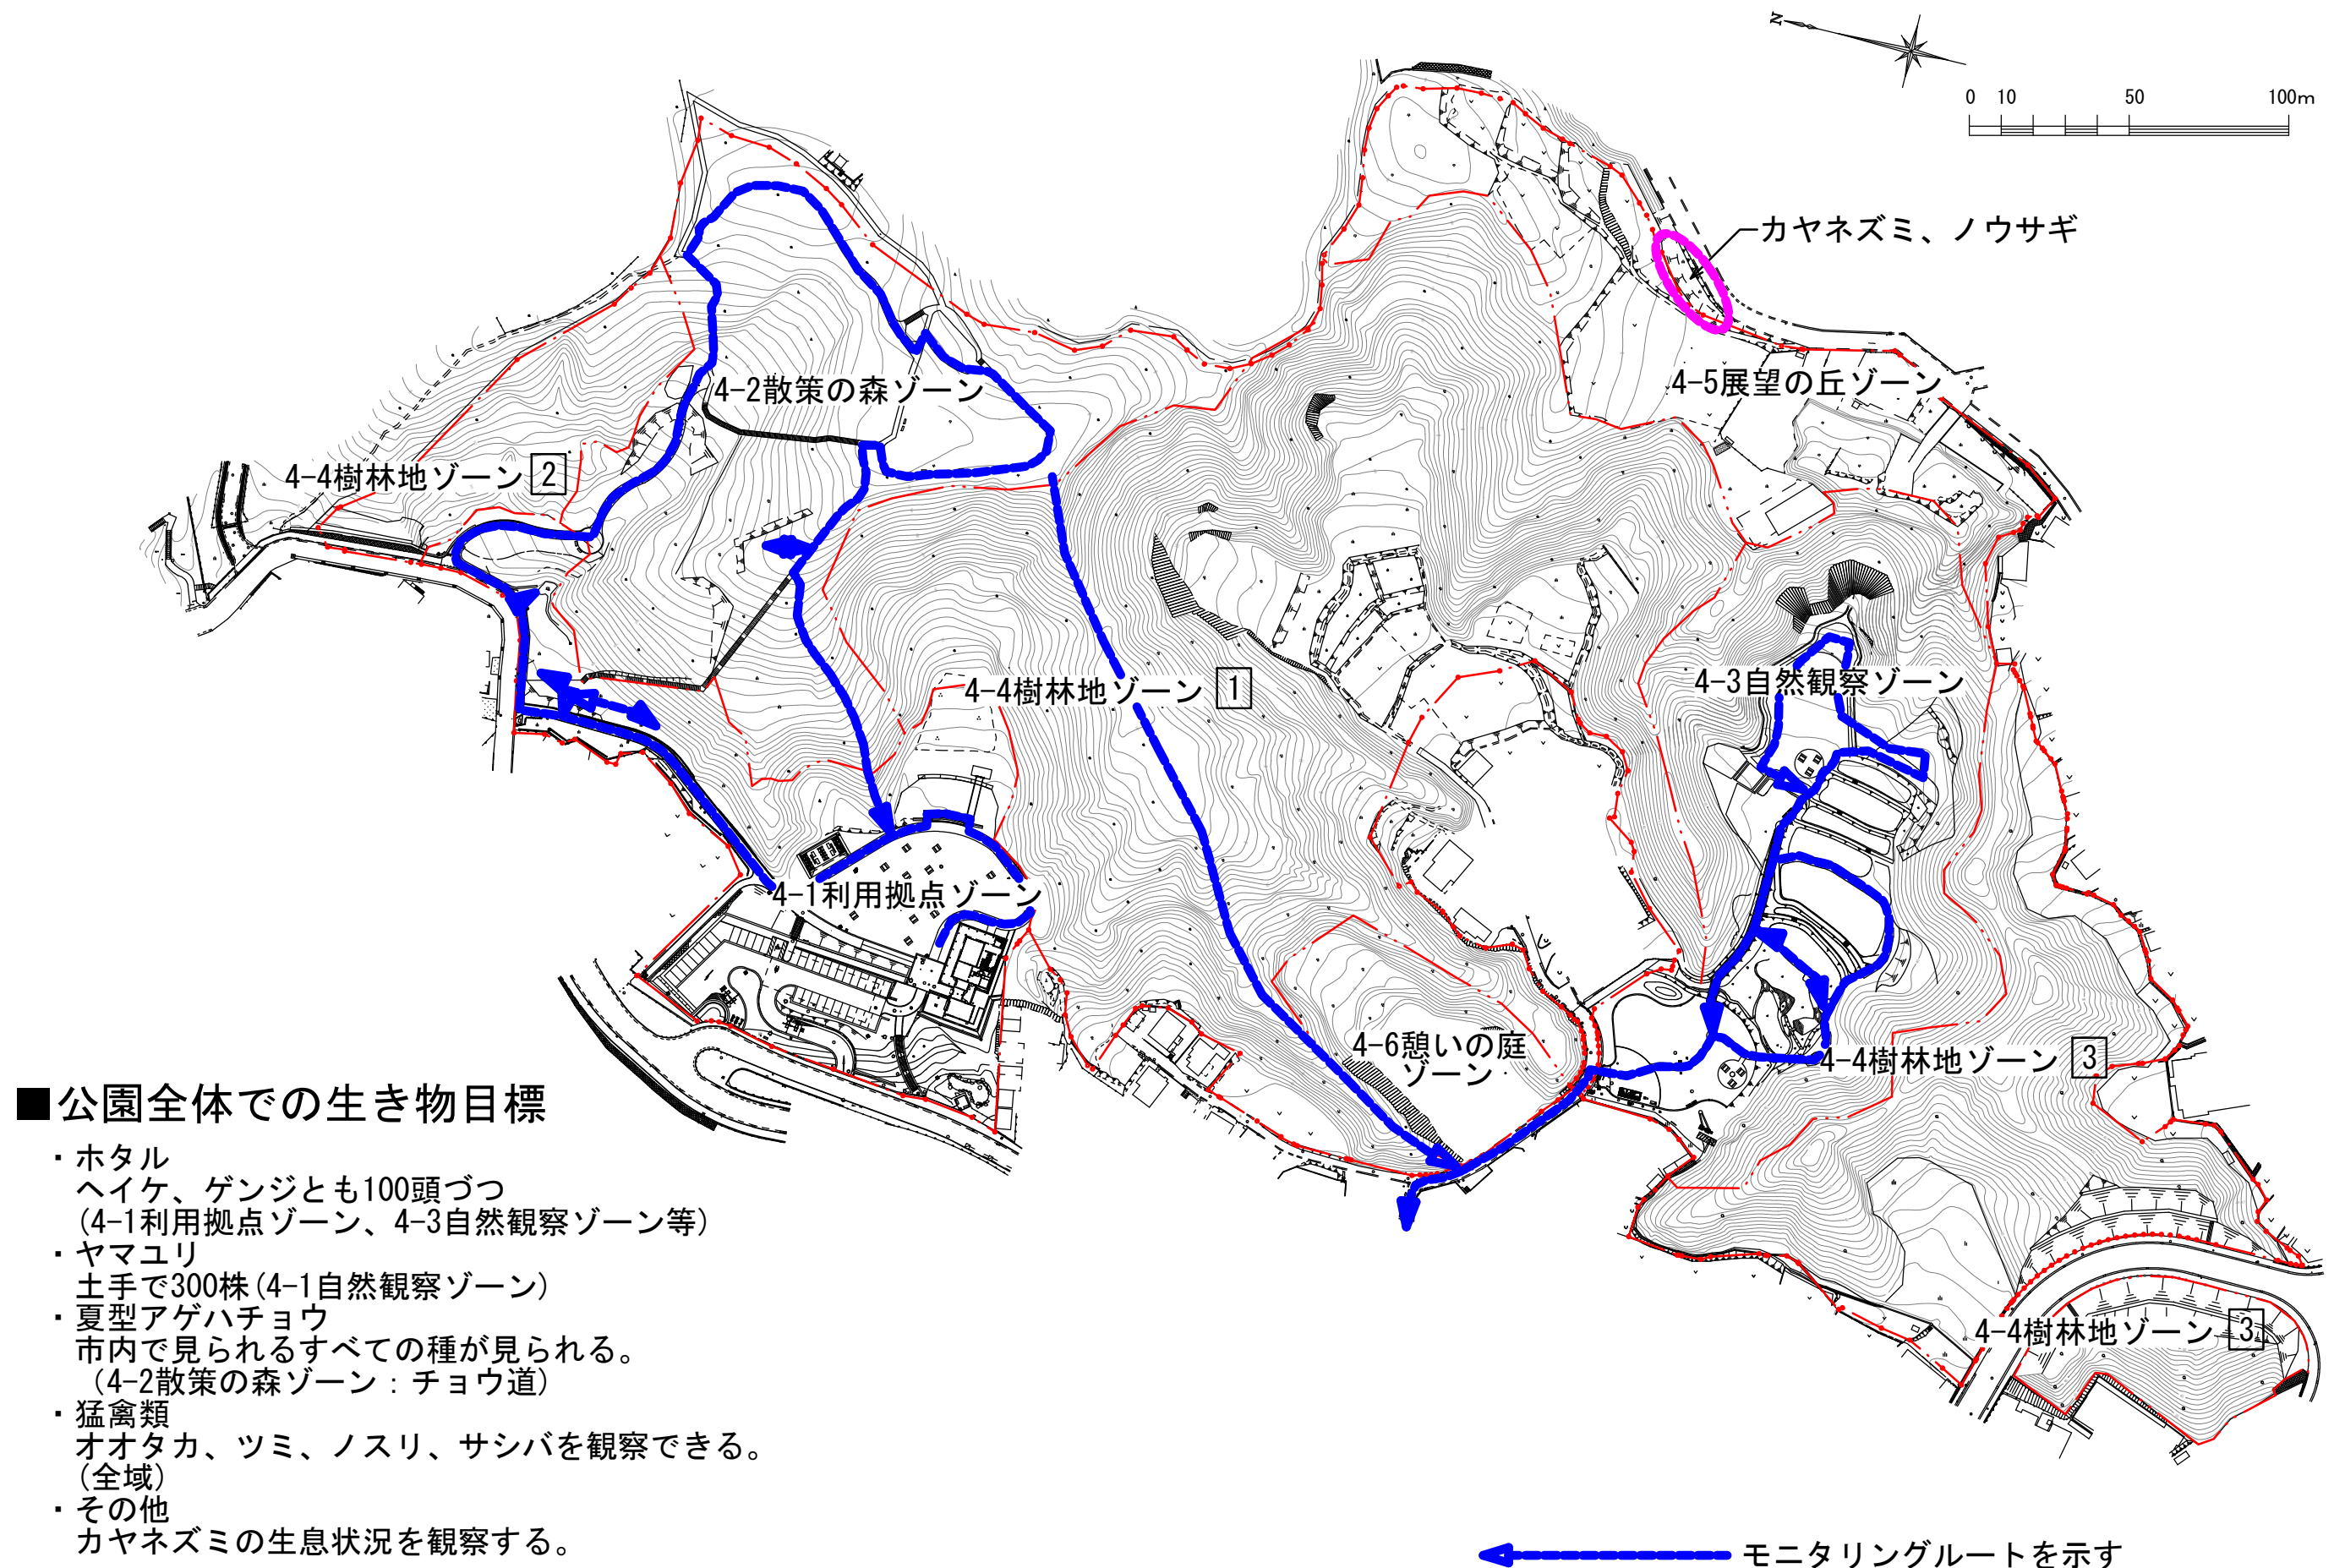 N
0 10 50 100m
カヤネズミ、ノウサギ
4-5展望の丘ゾーン
4-2散策の森ゾーン
4-4樹林地ゾーン 2
4-4樹林地ゾーン 1
4-3自然観察ゾーン
4-1利用拠点ゾーン
4-6憩いの庭
ゾーン
4-4樹林地ゾーン 3
4-4樹林地ゾーン 3
■公園全体での生き物目標
・ホタル
ヘイケ、ゲンジとも100頭づつ
(4-1利用拠点ゾーン、4-3自然観察ゾーン等)
・ヤマユリ
土手で300株(4-1自然観察ゾーン)
・夏型アゲハチョウ
市内で見られるすべての種が見られる。
(4-2散策の森ゾーン：チョウ道)
・猛禽類
オオタカ、ツミ、ノスリ、サシバを観察できる。
(全域)
・その他
カヤネズミの生息状況を観察する。
モニタリングルートを示す